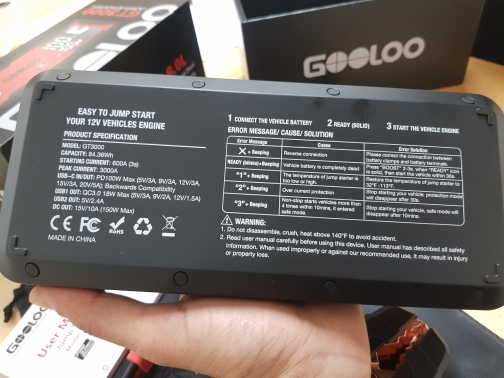 GT3000
GOOLOO
GOOLOO
EASY TO JUMP START
YOUR 12V VEHICLES ENGINE
PRODUCT SPECIFICATION
MODEL: GT3000
CAPACITY: 84.36Wh
STARTING CURRENT: 600A (3s)
PEAK CURRENT: 3000A
USB-C IN/OUT: PD100W Max (5V/3A, 9V/3A, 12V/3A,
15V/3A, 20V/5A); Backwards Compatibility
USB1 OUT: QC3.0 18W Max (5V/3A, 9V/2A, 12V/1.5A)
USB2 OUT: 5V/2.4A
DC OUT: 15V/10A (150W Max)
CE FC RoHS
MADE IN CHINA
1 CONNECT THE VEHICLE BATTERY 2 READY (SOLID) 3 START THE VEHICLE ENGINE
ERROR MESSAGE/ CAUSE/ SOLUTION
Error Message Cause Error Solution
X + Beeping Reverse connection Please correct the connection between
battery clamps and battery terminals.
READY (Blinks)+Beeping Vehicle battery is completely dead Press "BOOST" 2-3s, when "READY" icon
is solid, then start the vehicle within 30s.
"1" + Beeping The temperature of jump starter is
too low or high. Restore the temperature of jump starter to
32°F -113°F.
"2" + Beeping Over current protection Stop starting your vehicle, protection mode
will disappear after 30s.
"3" + Beeping Non-stop starts vehicles more than
4 times within 10mins, it entered
safe mode. Stop starting your vehicle, safe mode will
disappear after 10mins.
WARNING:
1. Do not disassemble, crush, heat above 140°F to avoid accident.
2. Read user manual carefully before using this device. User manual has described all safety
information. When used improperly or against our recommended use, it may result in injury
or property loss.
GOOLOO
User M
Jump